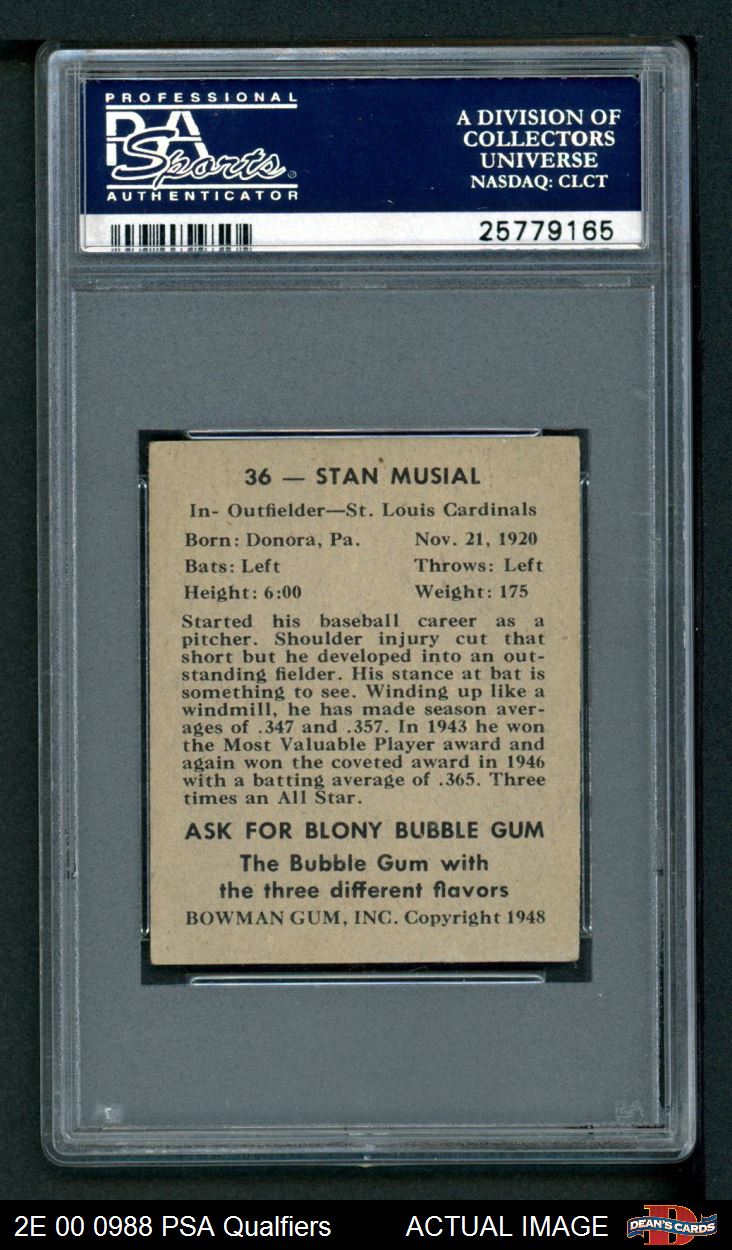 PROFESSIONAL
PSA
Sports
AUTHENTICATOR
A DIVISION OF
COLLECTORS
UNIVERSE
NASDAQ: CLCT
25779165
36 — STAN MUSIAL
In- Outfielder—St. Louis Cardinals
Born: Donora, Pa. Nov. 21, 1920
Bats: Left Throws: Left
Height: 6:00 Weight: 175
Started his baseball career as a
pitcher. Shoulder injury cut that
short but he developed into an out-
standing fielder. His stance at bat is
something to see. Winding up like a
windmill, he has made season aver-
ages of .347 and .357. In 1943 he won
the Most Valuable Player award and
again won the coveted award in 1946
with a batting average of .365. Three
times an All Star.
ASK FOR BLONY BUBBLE GUM
The Bubble Gum with
the three different flavors
BOWMAN GUM, INC. Copyright 1948
PSA
2E 00 0988 PSA Qualfiers ACTUAL IMAGE
DEAN'S CARDS